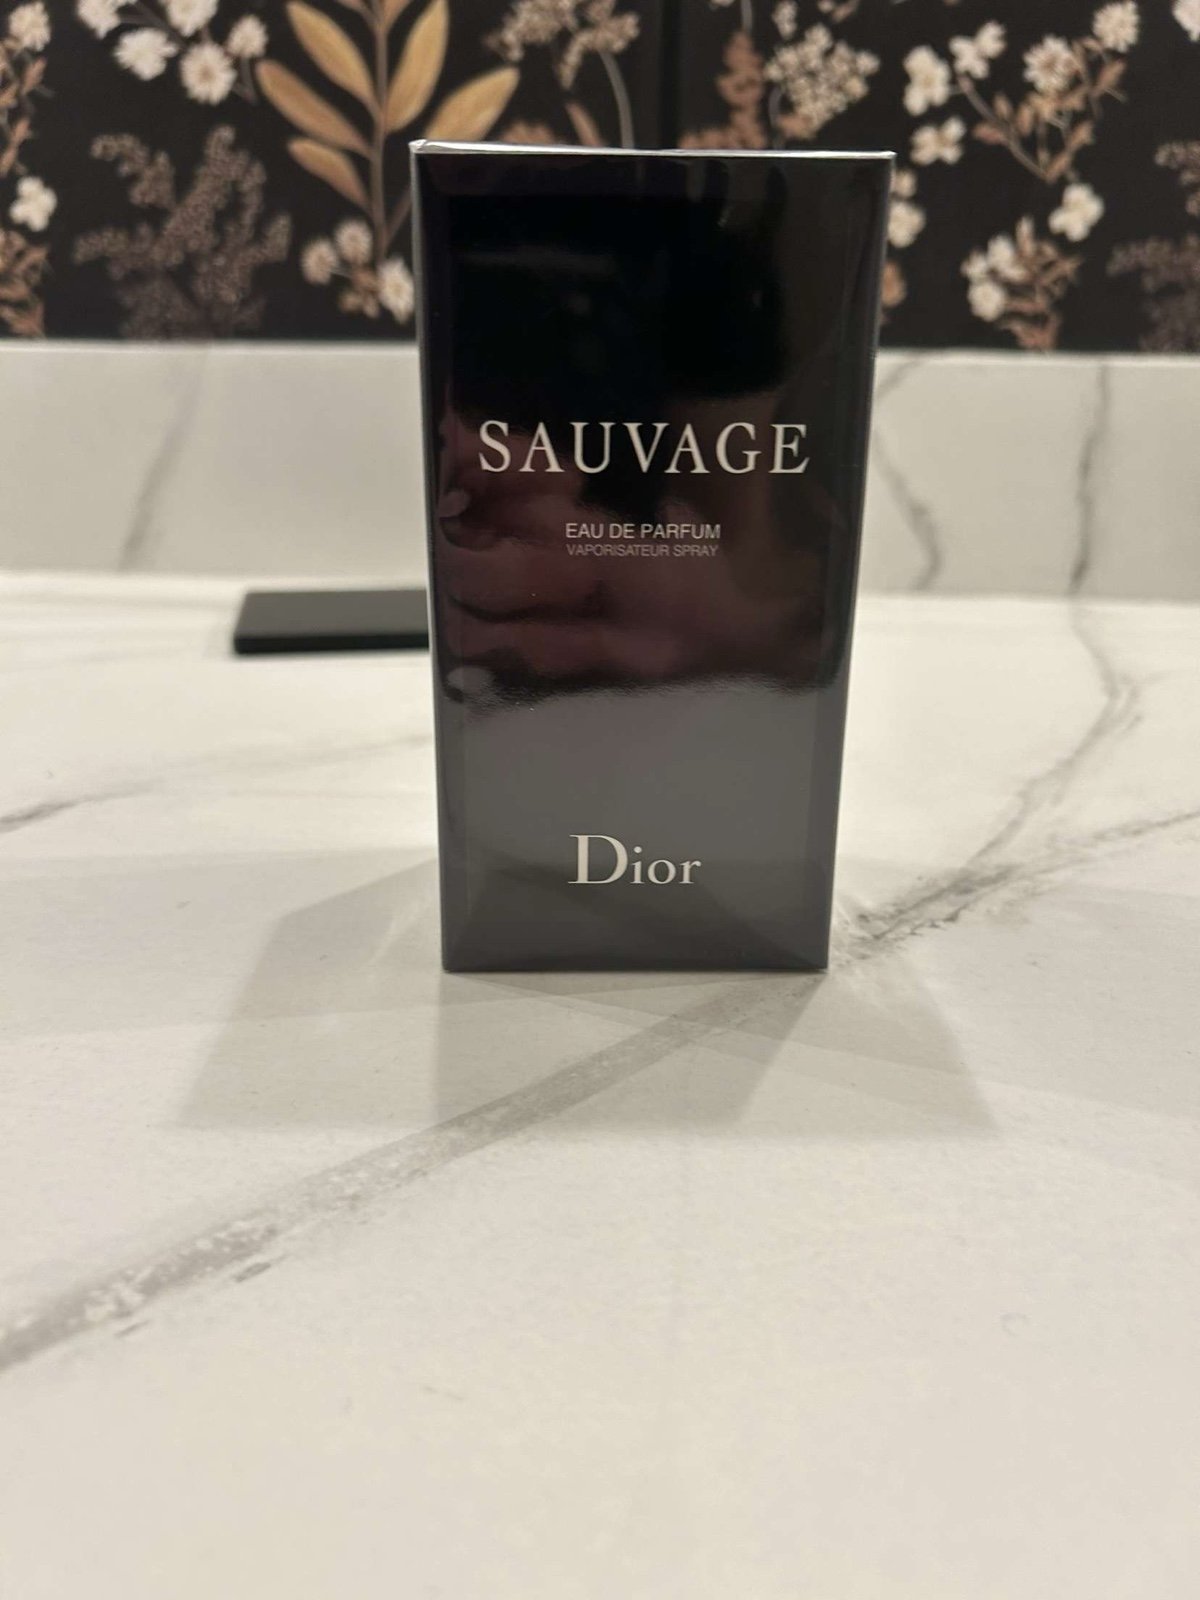 SAUVAGE
EAU DE PARFUM
VAPORISATEUR SPRAY
Dior